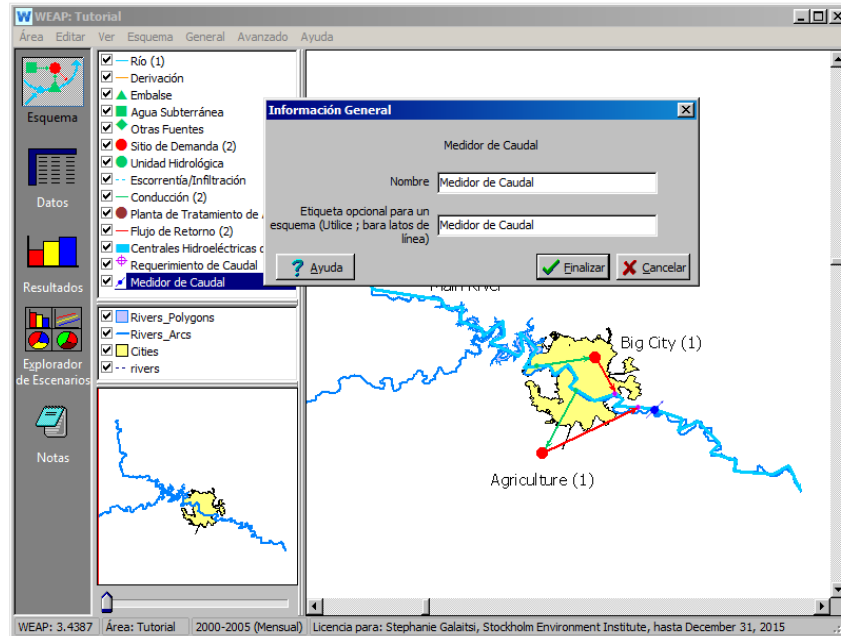 WEAP: Tutorial
Área Editar Ver Esquema General Avanzado Ayuda
Esquema
Datos
Resultados
Explorador
de Escenarios
Notas
Río (1)
Derivación
Embalse
Agua Subterránea
Otras Fuentes
Sitio de Demanda (2)
Unidad Hidrológica
Escorrentía/Infiltración
Conducción (2)
Planta de Tratamiento de
Flujo de Retorno (2)
Centrales Hidroeléctricas
Requerimiento de Caudal
Medidor de Caudal
Rivers_Polygons
Rivers_Arcs
Cities
rivers
Información General
Medidor de Caudal
Nombre Medidor de Caudal
Etiqueta opcional para un
esquema (Utilice ; bara latos de
línea)
Medidor de Caudal
? Ayuda Finalizar Cancelar
Main River
Big City (1)
Agriculture (1)
WEAP: 3.4387 Área: Tutorial 2000-2005 (Mensual) Licencia para: Stephanie Galaitsi, Stockholm Environment Institute, hasta December 31, 2015